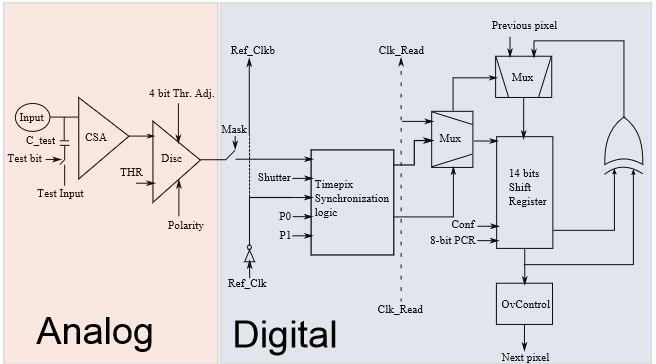 Previous pixel
Ref_Clkb
Clk_Read
Mux
4 bit Thr. Adj.
Input
CSA
Mask
C_test
Disc
Mux
Test bit
THR
Shutter
Timepix
Synchronization
logic
14 bits
Shift
Register
Test Input
Polarity
P0
P1
Conf
8-bit PCR
Ref_Clk
Clk_Read
OvControl
Analog
Digital
Next pixel